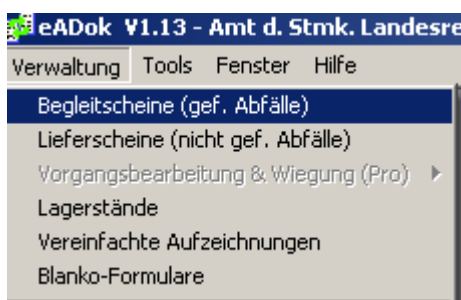 eADok V1.13 - Amt d. Stmk. Landesre
Verwaltung Tools Fenster Hilfe
Begleitscheine (gef. Abfälle)
Lieferscheine (nicht gef. Abfälle)
Vorgangsbearbeitung & Wiegung (Pro)
Lagerstände
Vereinfachte Aufzeichnungen
Blanko-Formulare